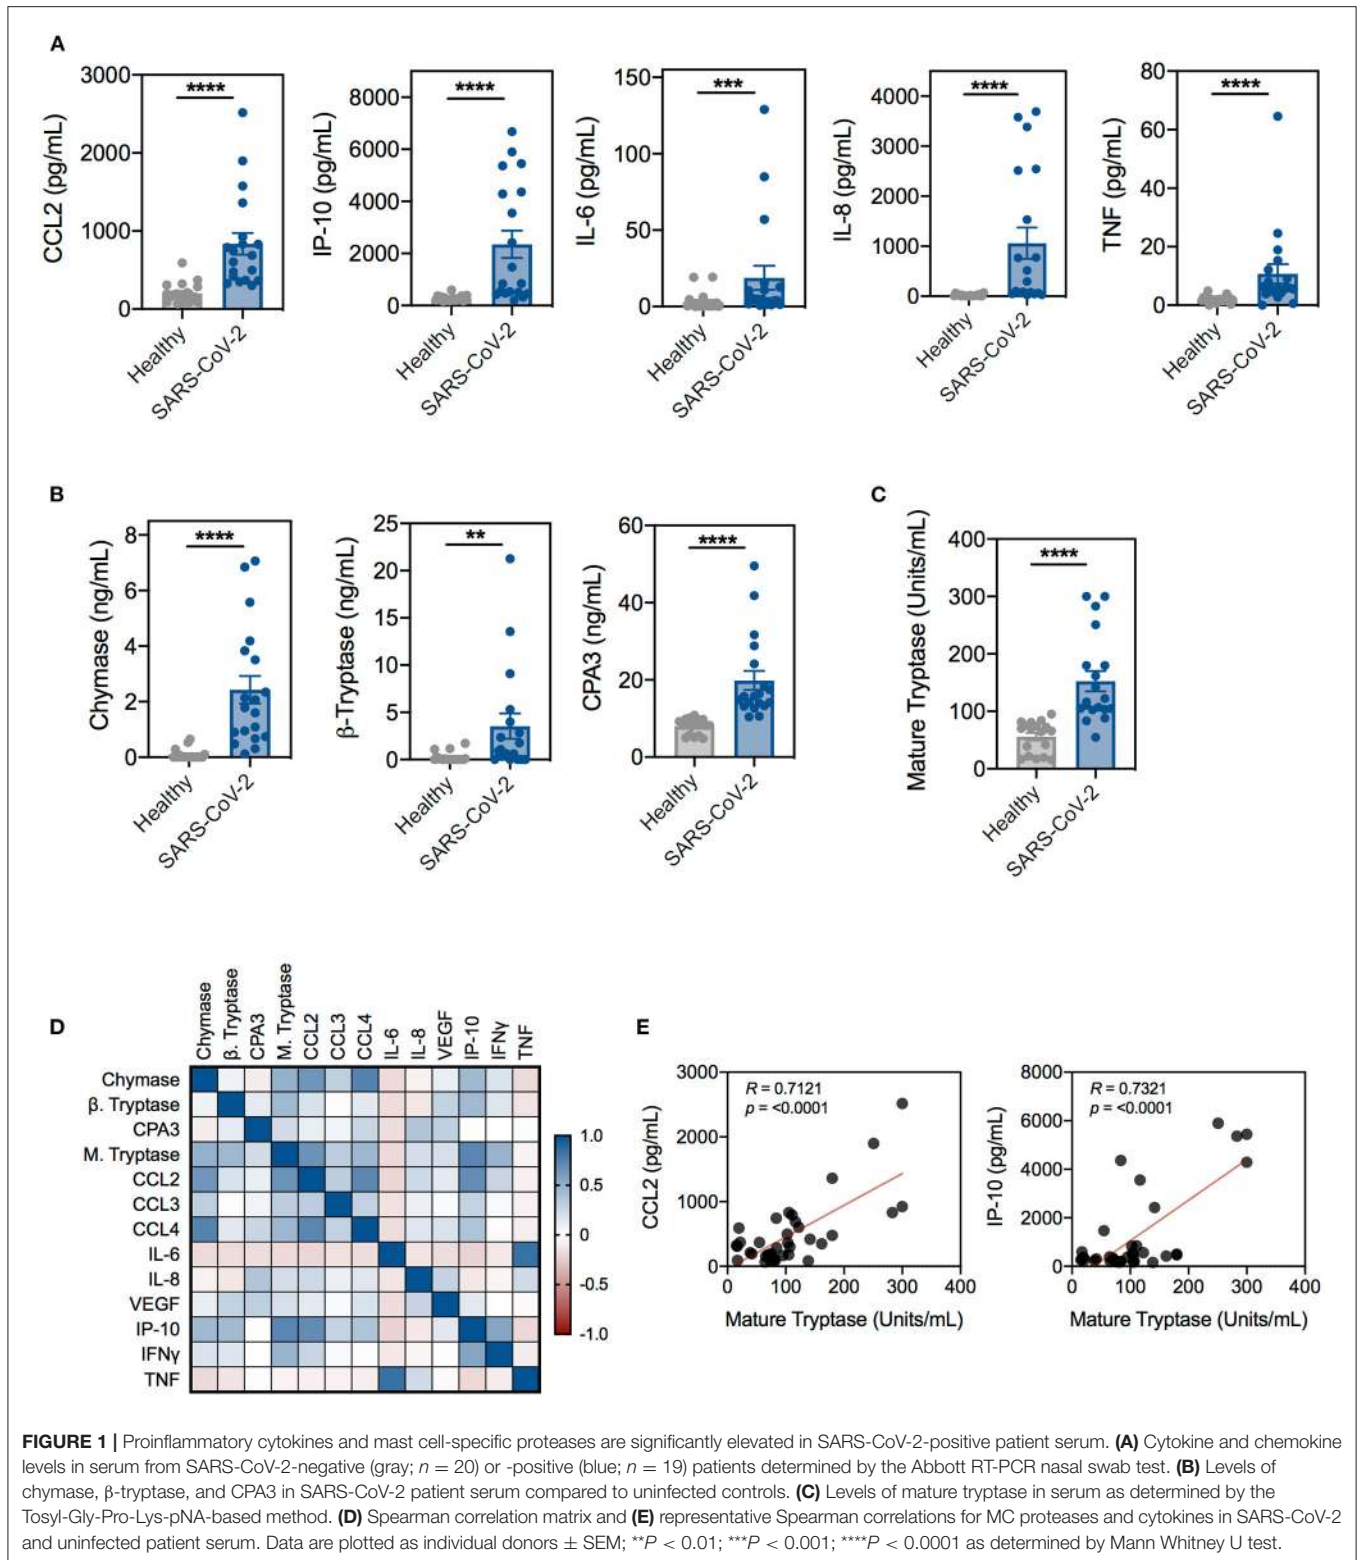 A
CCL2 (pg/mL)
3000
2000
1000
0
****
Healthy
SARS-CoV-2
IP-10 (pg/mL)
8000
6000
4000
2000
0
****
Healthy
SARS-CoV-2
IL-6 (pg/mL)
150
100
50
0
***
Healthy
SARS-CoV-2
IL-8 (pg/mL)
4000
3000
2000
1000
0
****
Healthy
SARS-CoV-2
TNF (pg/mL)
80
60
40
20
0
****
Healthy
SARS-CoV-2
B
Chymase (ng/mL)
8
6
4
2
0
****
Healthy
SARS-CoV-2
β-Tryptase (ng/mL)
25
20
15
10
5
0
**
Healthy
SARS-CoV-2
CPA3 (ng/mL)
60
40
20
0
****
Healthy
SARS-CoV-2
C
Mature Tryptase (Units/mL)
400
300
200
100
0
****
Healthy
SARS-CoV-2
D
Chymase
β. Tryptase
CPA3
M. Tryptase
CCL2
CCL3
CCL4
IL-6
IL-8
VEGF
IP-10
IFNγ
TNF
Chymase
β. Tryptase
CPA3
M. Tryptase
CCL2
CCL3
CCL4
IL-6
IL-8
VEGF
IP-10
IFNγ
TNF
1.0
0.5
0
-0.5
-1.0
E
CCL2 (pg/mL)
3000
2000
1000
0
R = 0.7121
p = <0.0001
0 100 200 300 400
Mature Tryptase (Units/mL)
IP-10 (pg/mL)
8000
6000
4000
2000
0
R = 0.7321
p = <0.0001
0 100 200 300 400
Mature Tryptase (Units/mL)
FIGURE 1 | Proinflammatory cytokines and mast cell-specific proteases are significantly elevated in SARS-CoV-2-positive patient serum. (A) Cytokine and chemokine
levels in serum from SARS-CoV-2-negative (gray; n = 20) or -positive (blue; n = 19) patients determined by the Abbott RT-PCR nasal swab test. (B) Levels of
chymase, β-tryptase, and CPA3 in SARS-CoV-2 patient serum compared to uninfected controls. (C) Levels of mature tryptase in serum as determined by the
Tosyl-Gly-Pro-Lys-pNA-based method. (D) Spearman correlation matrix and (E) representative Spearman correlations for MC proteases and cytokines in SARS-CoV-2
and uninfected patient serum. Data are plotted as individual donors ± SEM; **P < 0.01; ***P < 0.001; ****P < 0.0001 as determined by Mann Whitney U test.